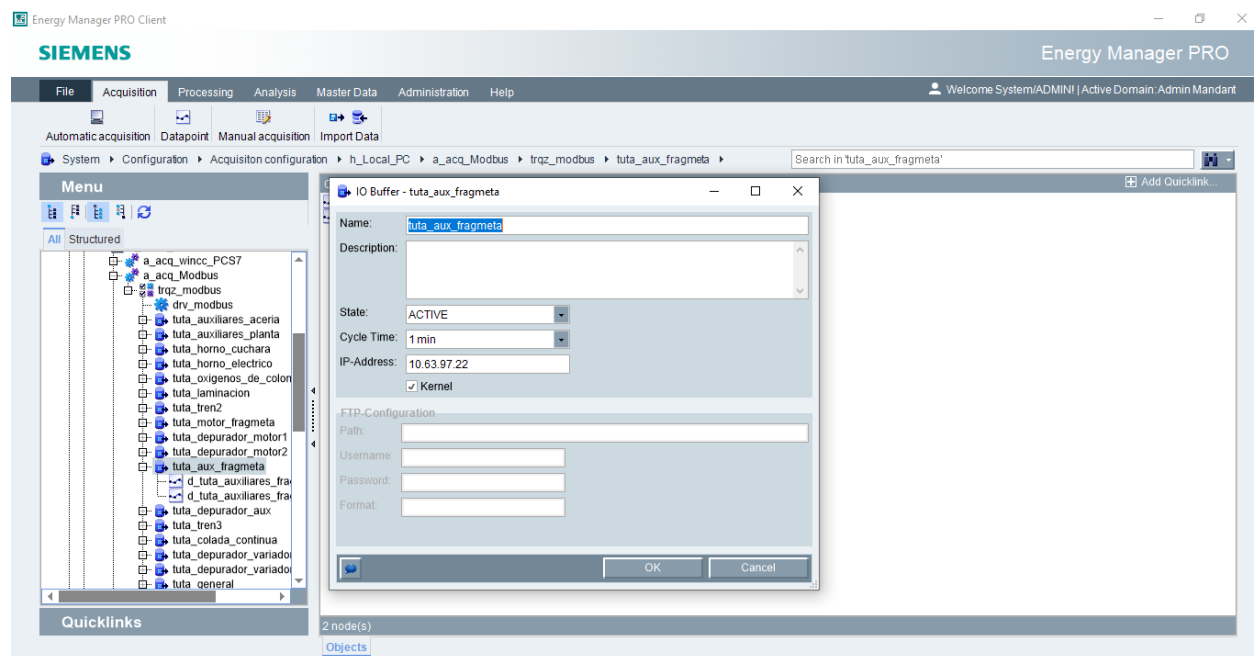 Energy Manager PRO Client
SIEMENS
Energy Manager PRO
File Acquisition Processing Analysis Master Data Administration Help
Welcome System/ADMIN! | Active Domain: Admin Mandant
Automatic acquisition Datapoint Manual acquisition Import Data
System Configuration Acquisiton configuration h_Local_PC a_acq_Modbus trqz_modbus tuta_aux_fragmeta
Search in 'tuta_aux_fragmeta'
Menu
Add Quicklink...
All Structured
a_acq_wincc_PCS7
a_acq_Modbus
trqz_modbus
drv_modbus
tuta_auxiliares_aceria
tuta_auxiliares_planta
tuta_horno_cuchara
tuta_horno_electrico
tuta_oxigenos_de_colon
tuta_laminacion
tuta_tren2
tuta_motor_fragmeta
tuta_depurador_motor1
tuta_depurador_motor2
tuta_aux_fragmeta
d_tuta_auxiliares_fra
d_tuta_auxiliares_fra
tuta_depurador_aux
tuta_tren3
tuta_colada_continua
tuta_depurador_variado
tuta_depurador_variado
tuta_general
Quicklinks
IO Buffer - tuta_aux_fragmeta
Name: tuta_aux_fragmeta
Description:
State: ACTIVE
Cycle Time: 1 min
IP-Address: 10.63.97.22
Kernel
FTP-Configuration
Path:
Username:
Password:
Format:
OK Cancel
2 node(s)
Objects